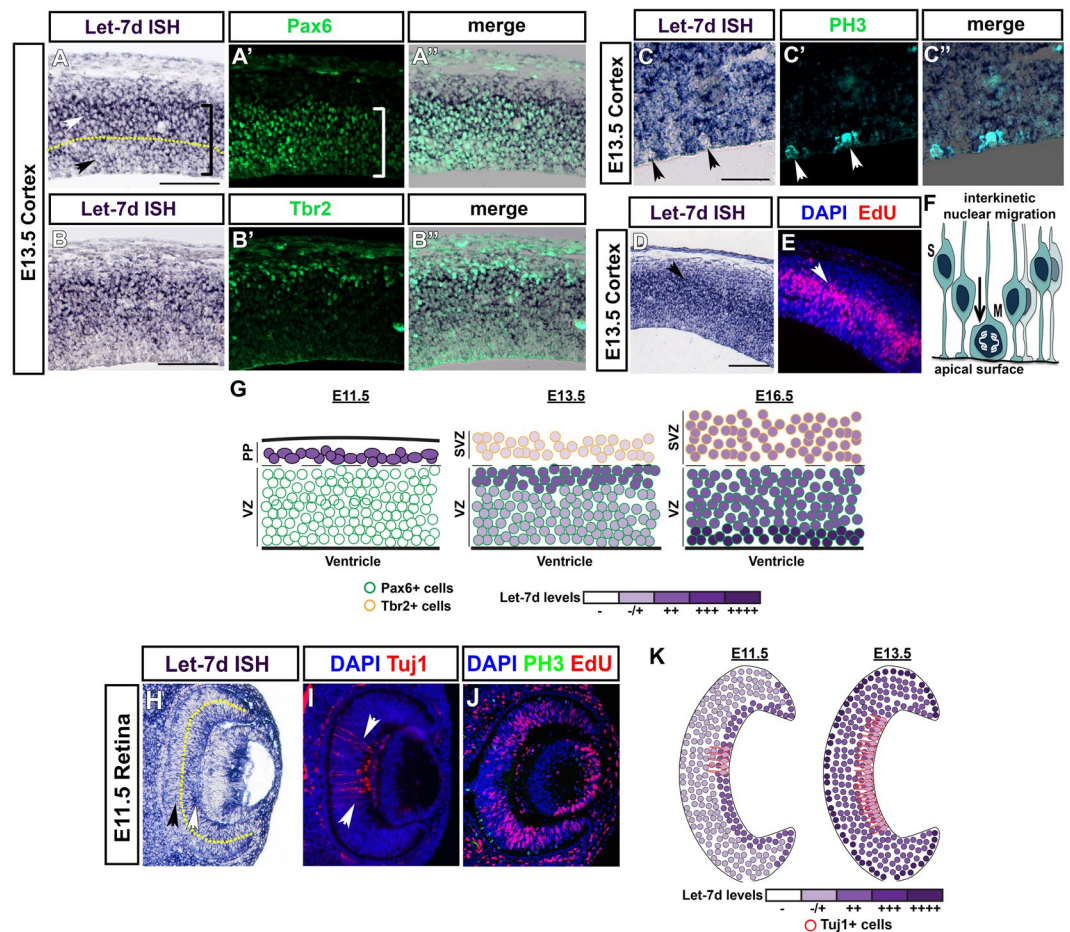 Let-7d ISH Pax6 merge
E13.5 Cortex
A A' A"
Let-7d ISH Tbr2 merge
B B' B"
Let-7d ISH PH3 merge
E13.5 Cortex
C C' C"
Let-7d ISH DAPI EdU
E13.5 Cortex
D E
F
interkinetic
nuclear migration
S
M
apical surface
G
E11.5 E13.5 E16.5
PP SVZ SVZ
VZ VZ VZ
Ventricle Ventricle Ventricle
Pax6+ cells
Tbr2+ cells
Let-7d levels
- -/+ ++ +++ ++++
Let-7d ISH DAPI Tuj1 DAPI PH3 EdU
E11.5 Retina
H I J
K
E11.5 E13.5
Let-7d levels
- -/+ ++ +++ ++++
Tuj1+ cells